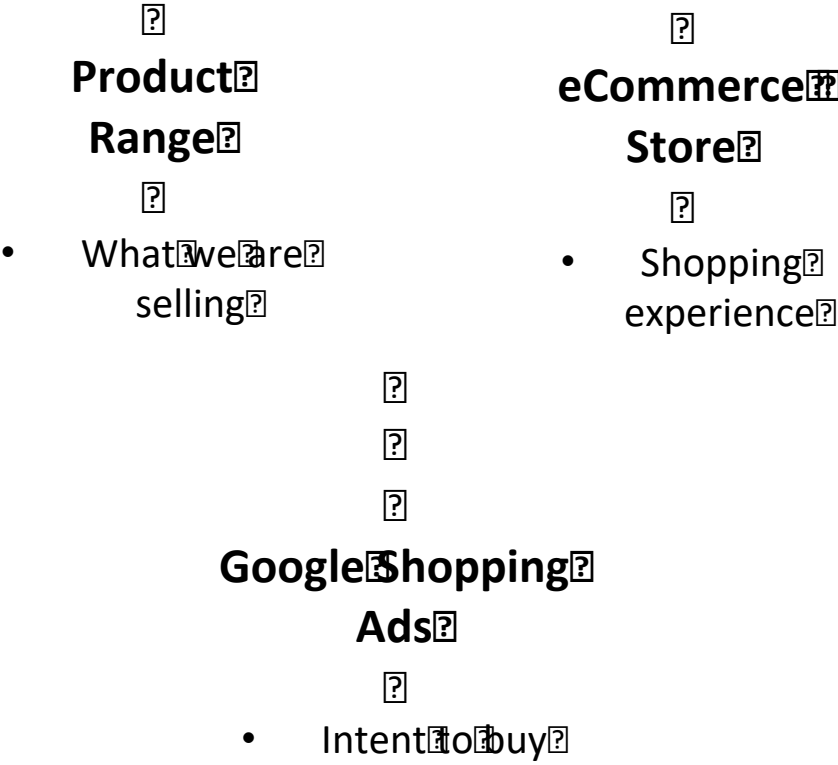 Product
Range
• What we are
selling
eCommerce
Store
• Shopping
experience
Google Shopping
Ads
• Intent to buy